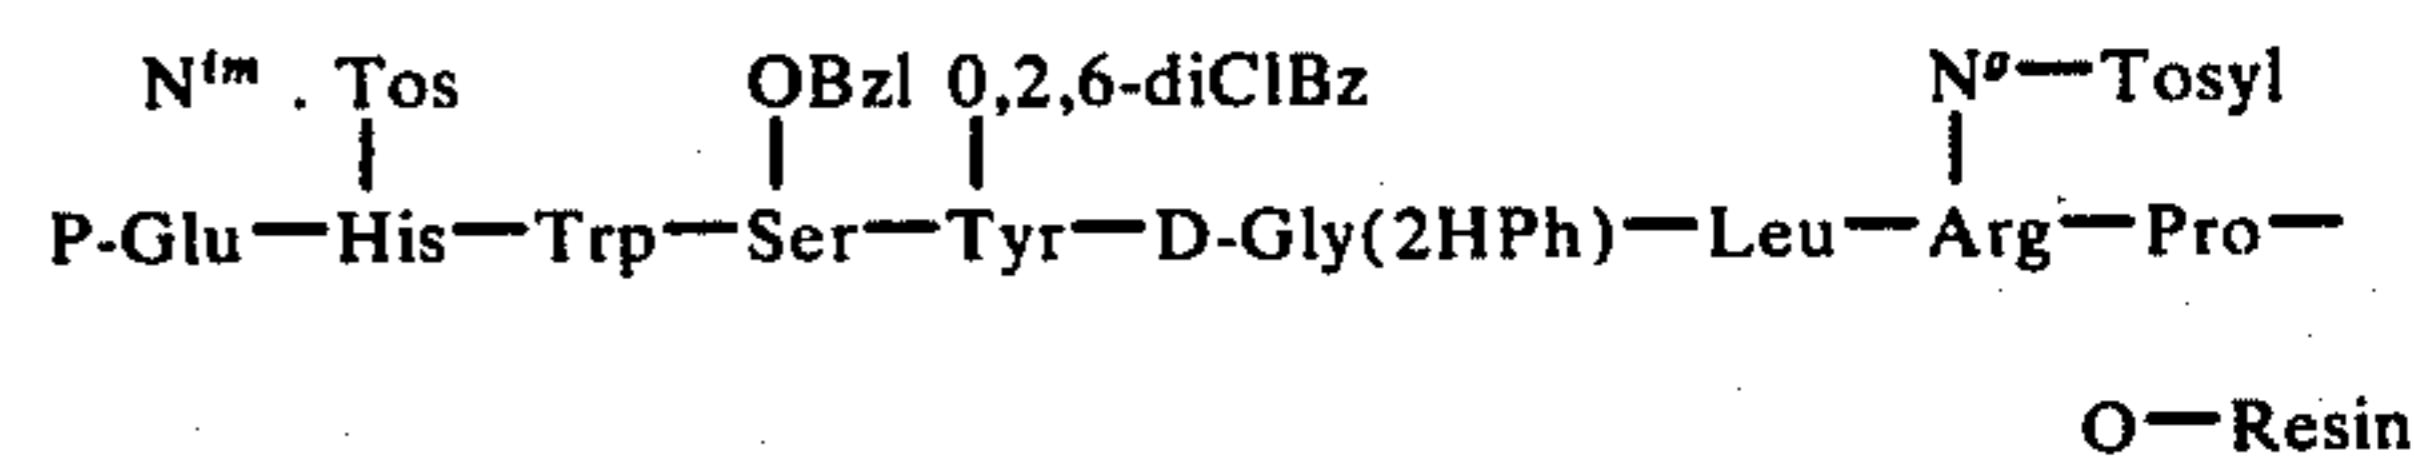 N^im . Tos OBzl 0,2,6-diClBz N^g—Tosyl
P-Glu—His—Trp—Ser—Tyr—D-Gly(2HPh)—Leu—Arg—Pro—
O—Resin